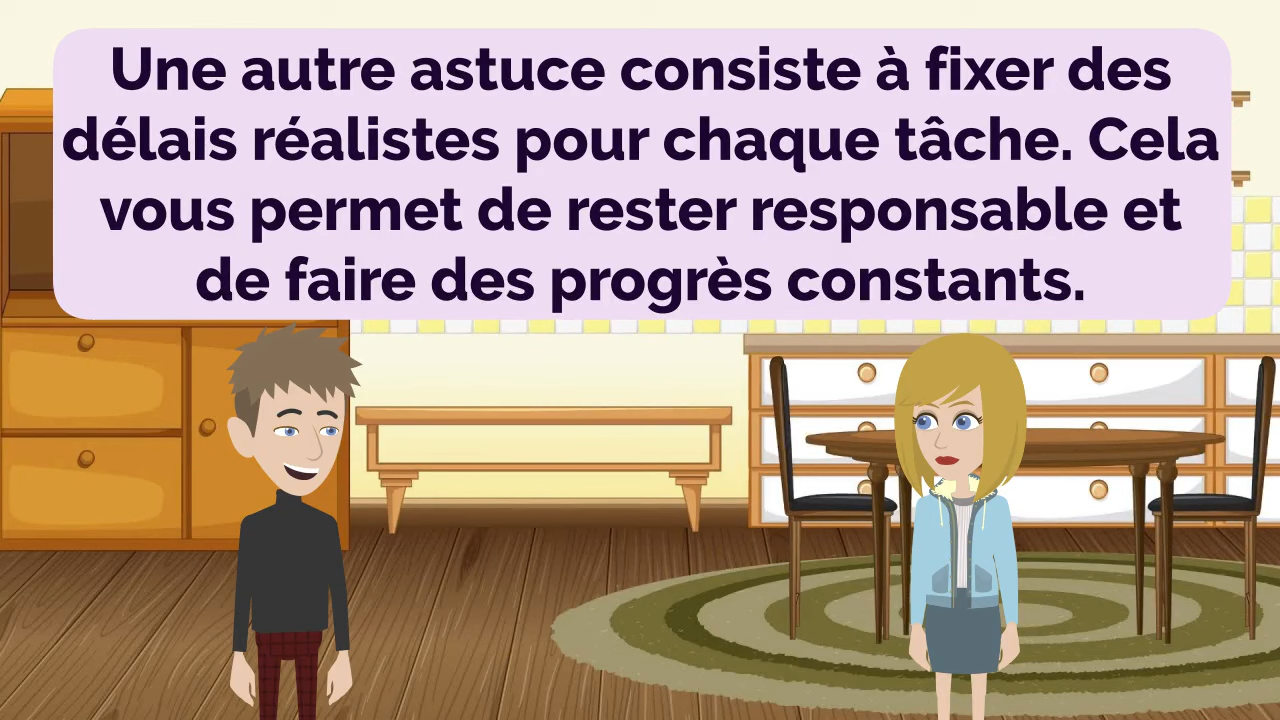 Une autre astuce consiste à fixer des
délais réalistes pour chaque tâche. Cela
vous permet de rester responsable et
de faire des progrès constants.